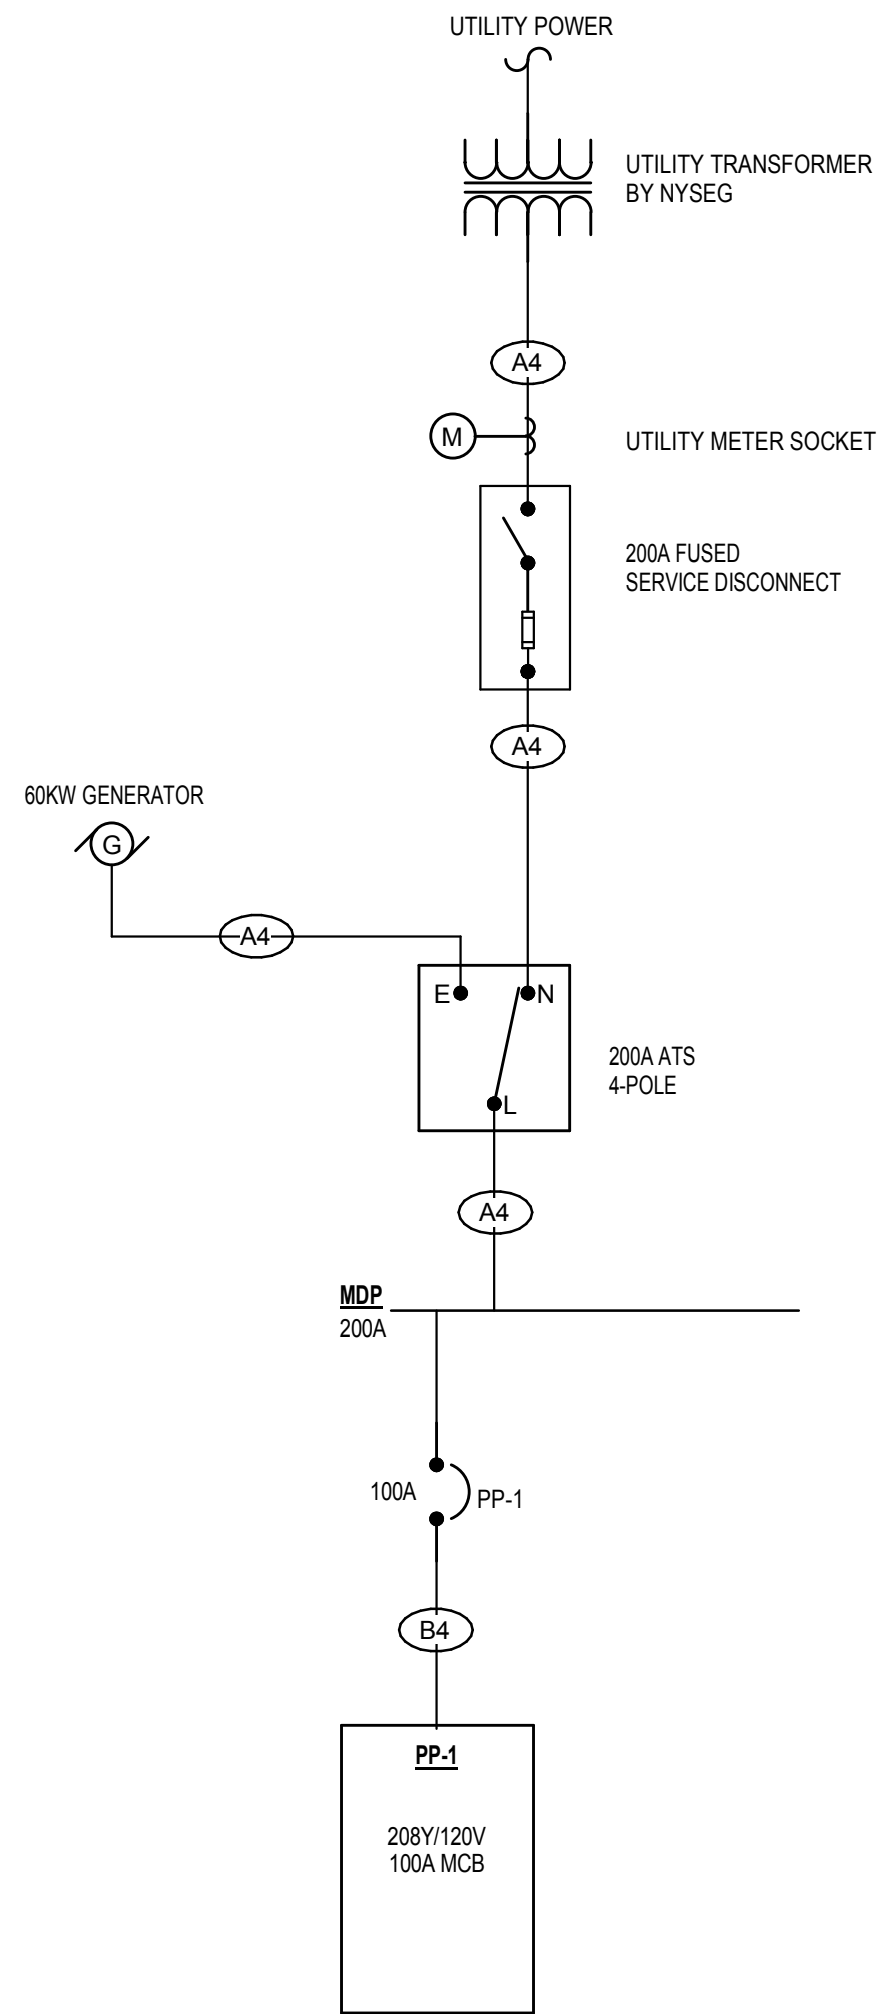 UTILITY POWER
UTILITY TRANSFORMER
BY NYSEG
A4
M
UTILITY METER SOCKET
200A FUSED
SERVICE DISCONNECT
A4
60KW GENERATOR
G
A4
E
N
200A ATS
4-POLE
L
A4
MDP
200A
100A
PP-1
B4
PP-1
208Y/120V
100A MCB